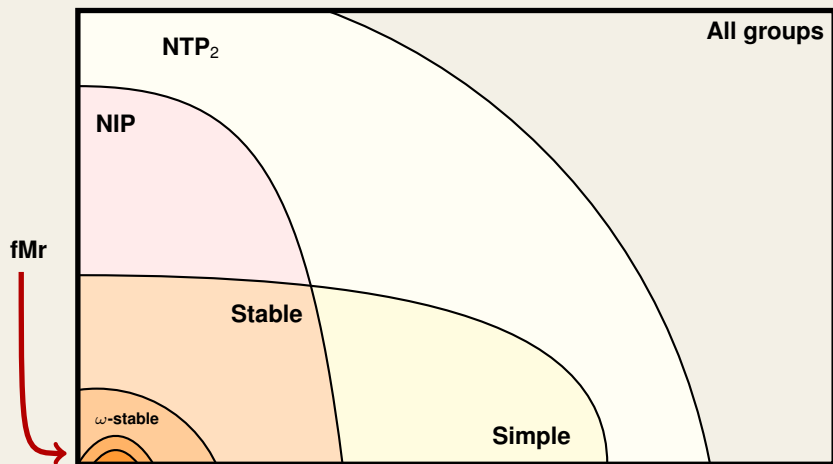 All groups
NTP₂
NIP
fMr
Stable
ω-stable
Simple